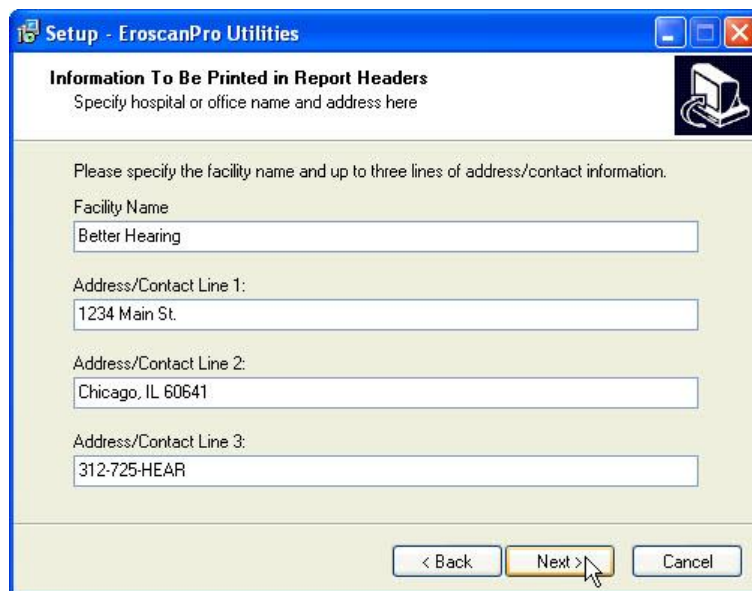 Setup - EroscanPro Utilities
Information To Be Printed in Report Headers
Specify hospital or office name and address here
Please specify the facility name and up to three lines of address/contact information.
Facility Name
Better Hearing
Address/Contact Line 1:
1234 Main St.
Address/Contact Line 2:
Chicago, IL 60641
Address/Contact Line 3:
312-725-HEAR
< Back Next > Cancel